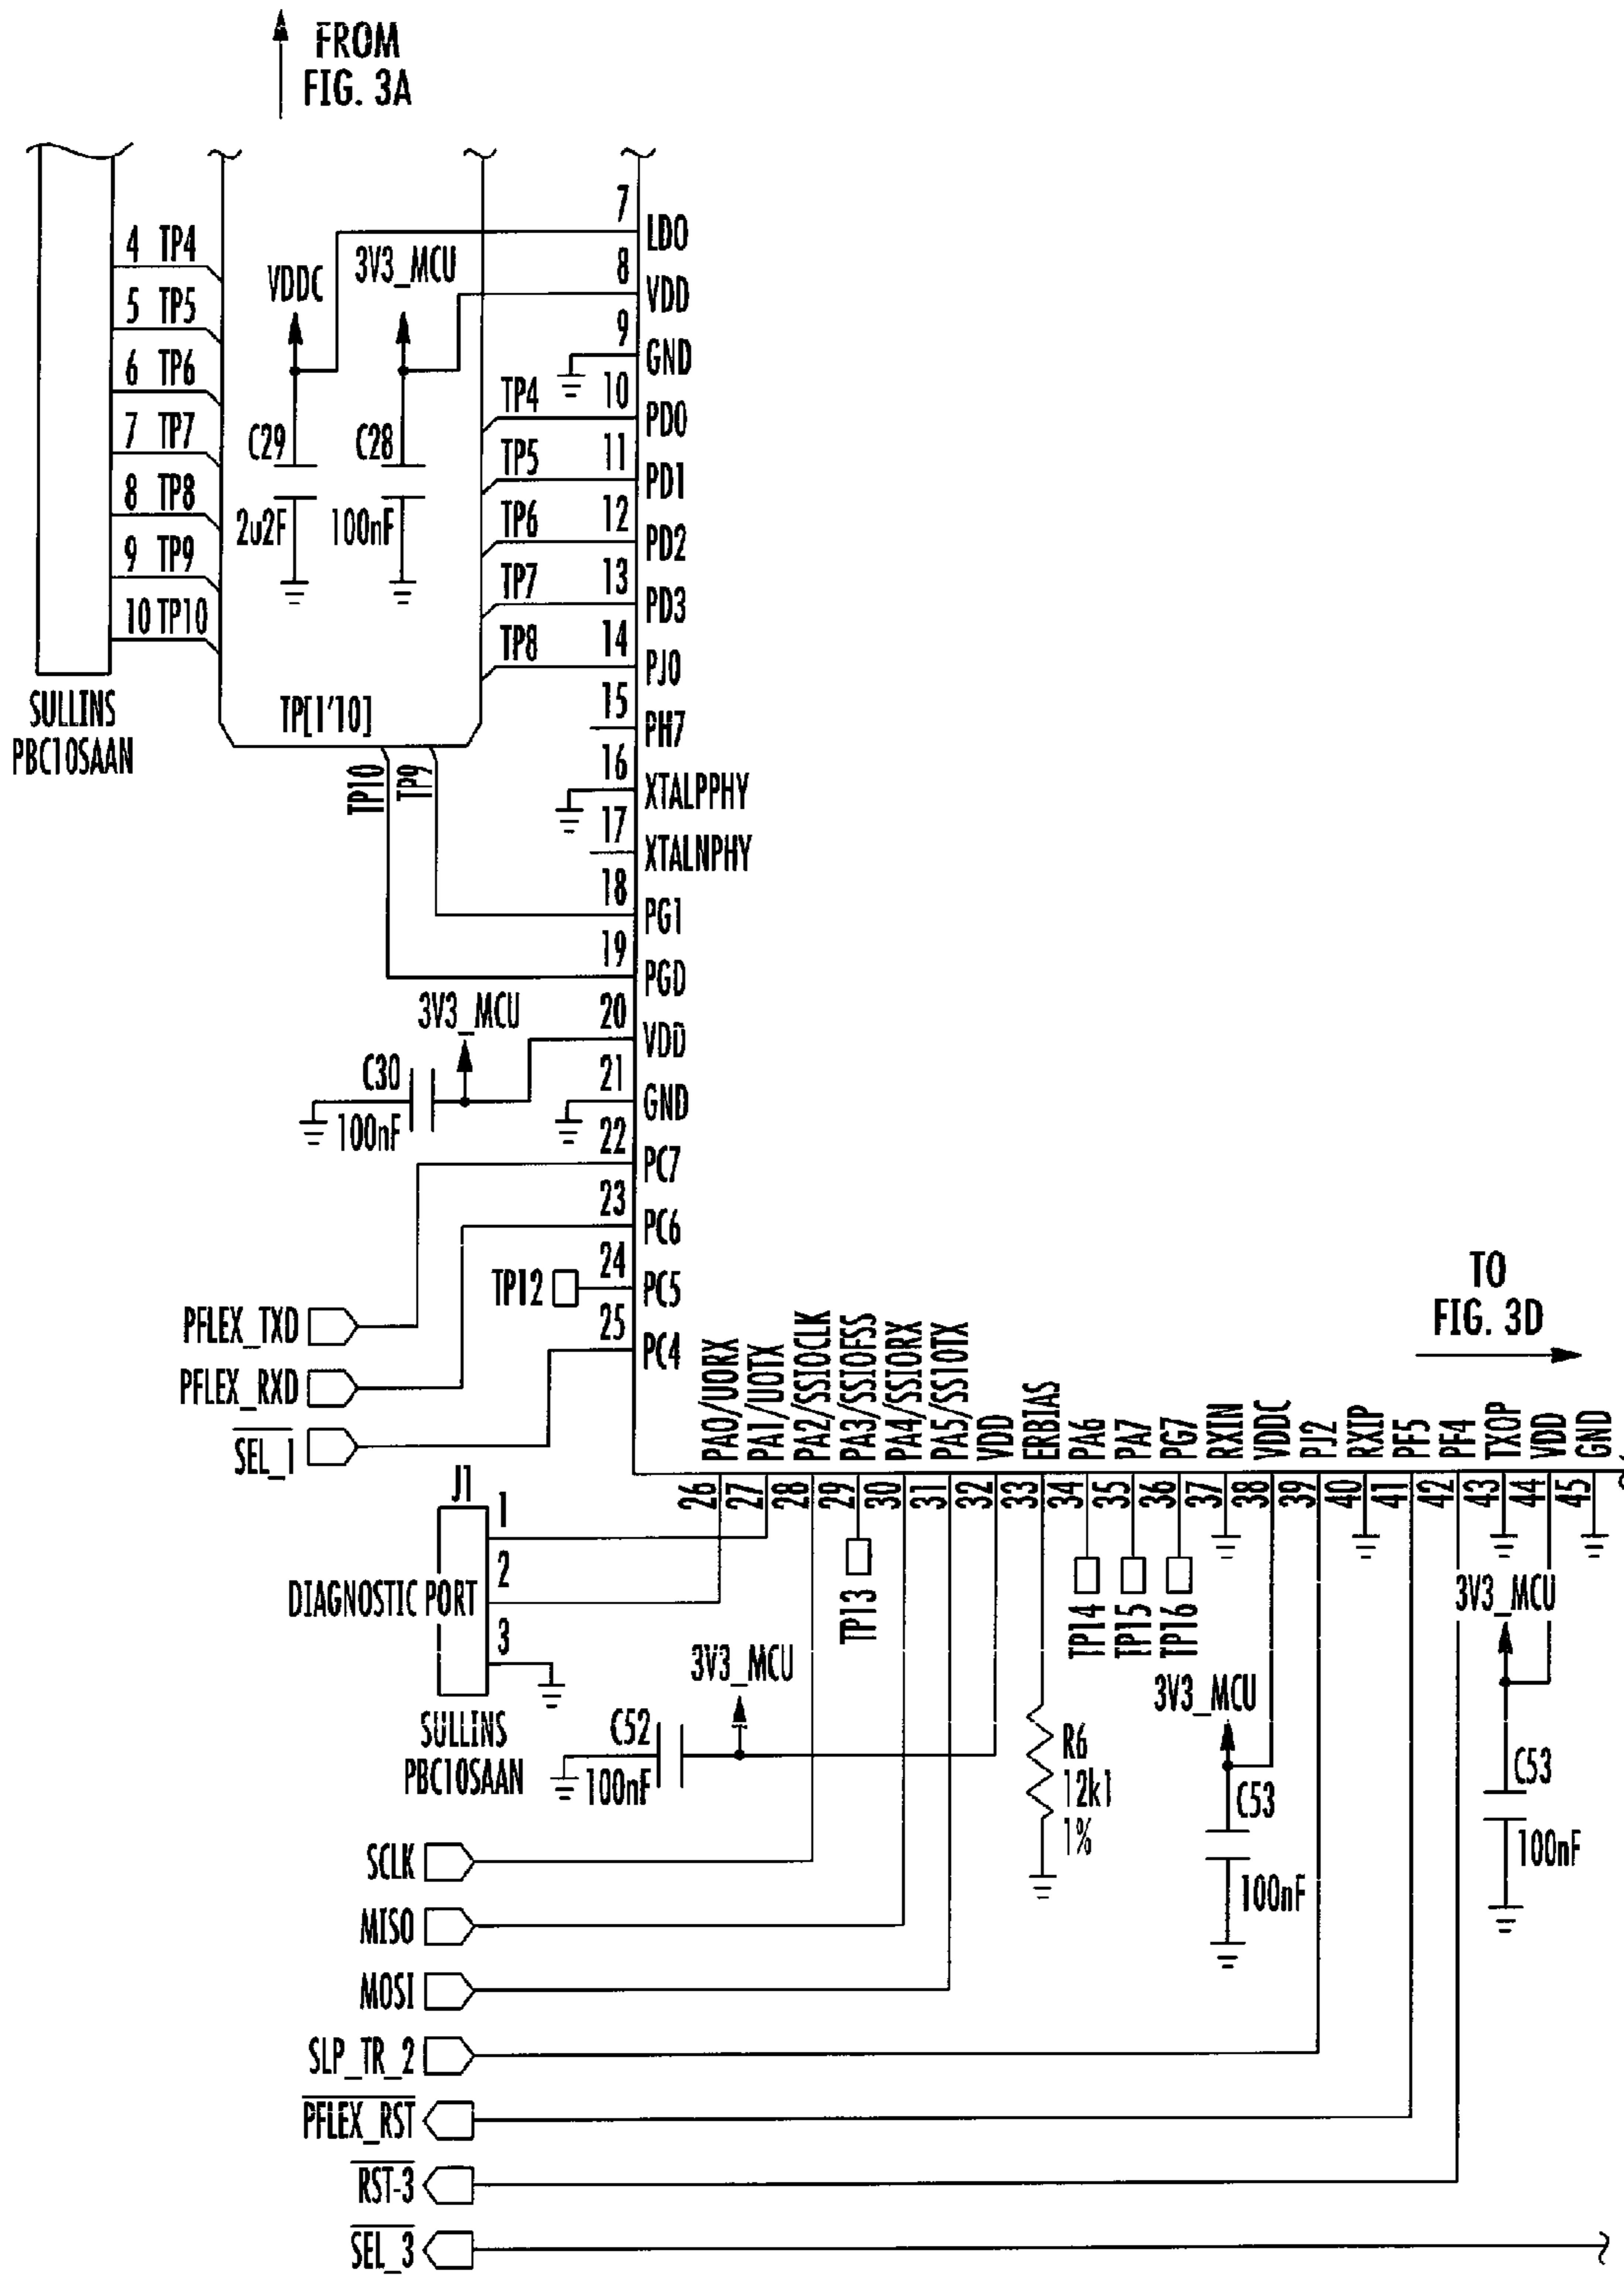 FROM
FIG. 3A
4 TP4
5 TP5
6 TP6
7 TP7
8 TP8
9 TP9
10 TP10
SULLINS
PBC10SAAN
VDDC
3V3_MCU
C29
2u2F
C28
100nF
TP[1'10]
TP10
TP9
TP4
TP5
TP6
TP7
TP8
7 LDO
8 VDD
9 GND
10 PD0
11 PD1
12 PD2
13 PD3
14 PJ0
15 PH7
16 XTALPPHY
17 XTALNPHY
18 PG1
19 PGD
20 VDD
21 GND
22 PC7
23 PC6
24 PC5
25 PC4
3V3_MCU
C30
100nF
TP12
PFLEX_TXD
PFLEX_RXD
SEL_1
TO
FIG. 3D
PA0/UORX
PA1/UOTX
PA2/SSIOCLK
PA3/SSIOFSS
PA4/SSIORX
PA5/SSIOTX
VDD
ERBIAS
PA6
PA7
PG7
RXIN
VDDC
PJ2
RXIP
PF5
PF4
TXOP
VDD
GND
26
27
28
29
30
31
32
33
34
35
36
37
38
39
40
41
42
43
44
45
J1
1
2
3
DIAGNOSTIC PORT
SULLINS
PBC10SAAN
TP13
TP14
TP15
TP16
3V3_MCU
C52
100nF
R6
12k1
1%
3V3_MCU
C53
100nF
3V3_MCU
C53
100nF
SCLK
MISO
MOSI
SLP_TR_2
PFLEX_RST
RST-3
SEL_3